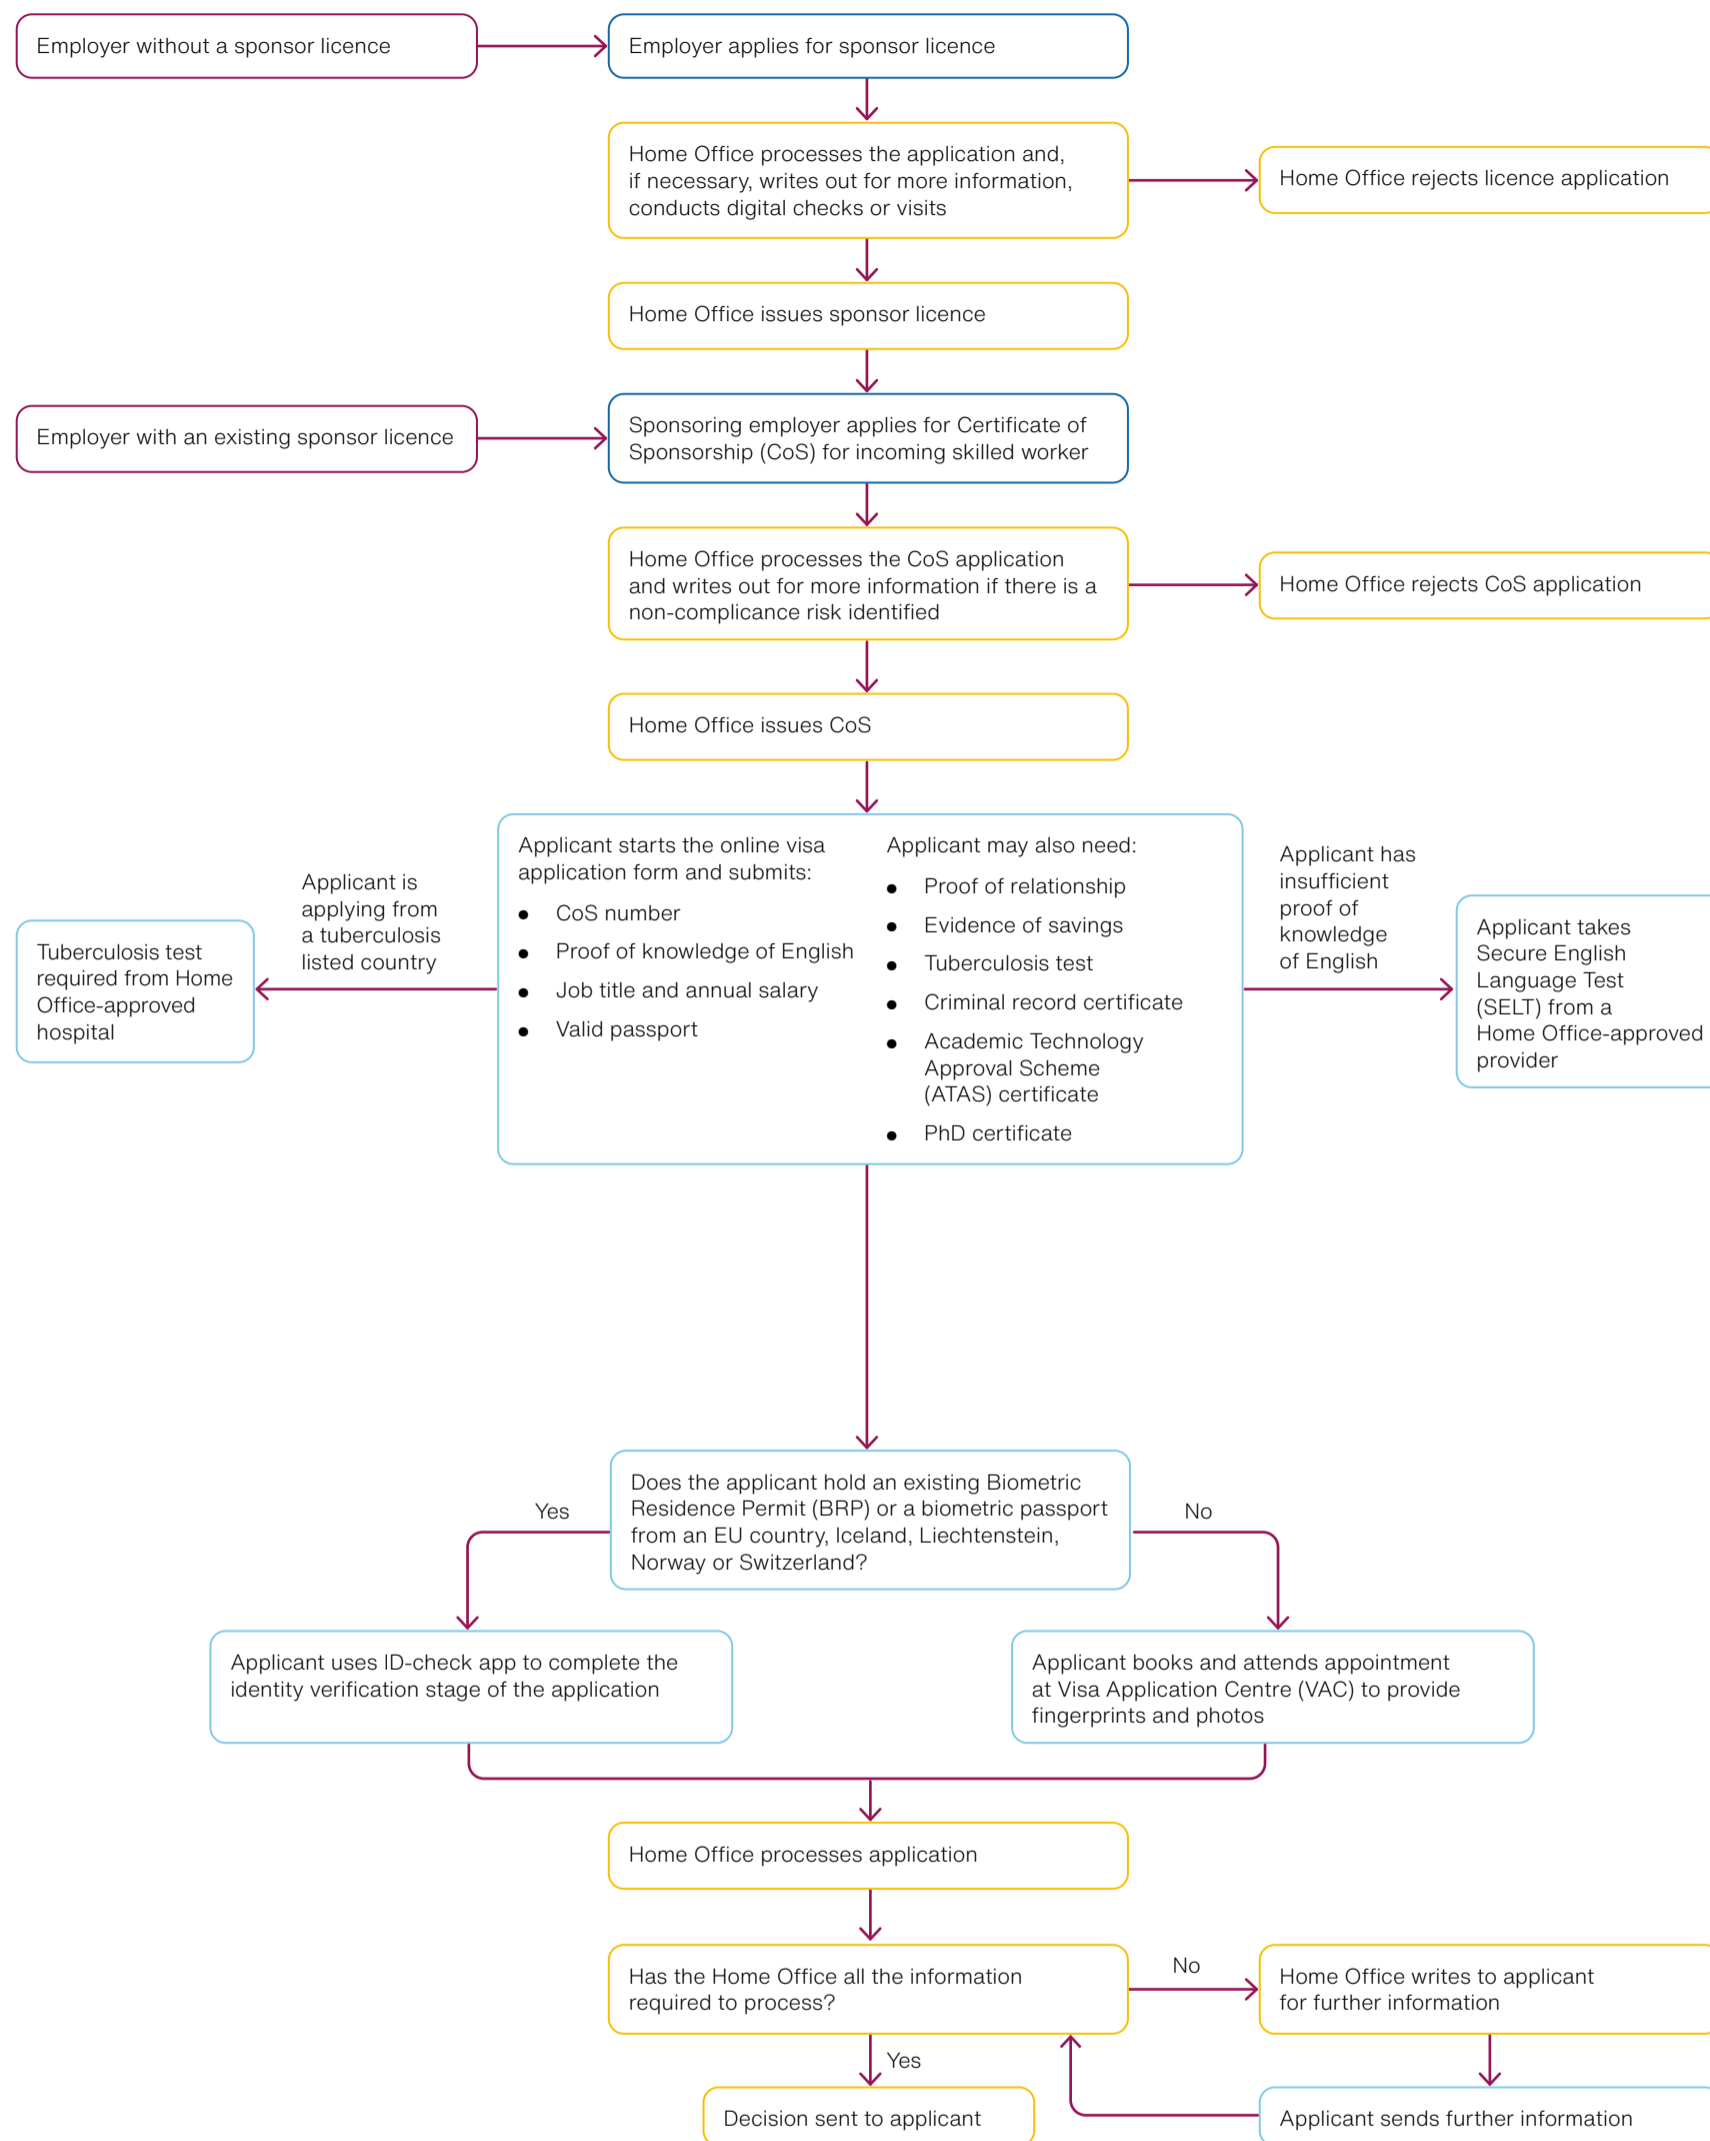 Employer without a sponsor licence
Employer applies for sponsor licence
Home Office processes the application and,
if necessary, writes out for more information,
conducts digital checks or visits
Home Office rejects licence application
Home Office issues sponsor licence
Employer with an existing sponsor licence
Sponsoring employer applies for Certificate of
Sponsorship (CoS) for incoming skilled worker
Home Office processes the CoS application
and writes out for more information if there is a
non-complicance risk identified
Home Office rejects CoS application
Home Office issues CoS
Applicant starts the online visa
application form and submits:
● CoS number
● Proof of knowledge of English
● Job title and annual salary
● Valid passport
Applicant may also need:
● Proof of relationship
● Evidence of savings
● Tuberculosis test
● Criminal record certificate
● Academic Technology
Approval Scheme
(ATAS) certificate
● PhD certificate
Applicant is
applying from
a tuberculosis
listed country
Tuberculosis test
required from Home
Office-approved
hospital
Applicant has
insufficient
proof of
knowledge
of English
Applicant takes
Secure English
Language Test
(SELT) from a
Home Office-approved
provider
Does the applicant hold an existing Biometric
Residence Permit (BRP) or a biometric passport
from an EU country, Iceland, Liechtenstein,
Norway or Switzerland?
Yes
No
Applicant uses ID-check app to complete the
identity verification stage of the application
Applicant books and attends appointment
at Visa Application Centre (VAC) to provide
fingerprints and photos
Home Office processes application
Has the Home Office all the information
required to process?
No
Home Office writes to applicant
for further information
Yes
Decision sent to applicant
Applicant sends further information